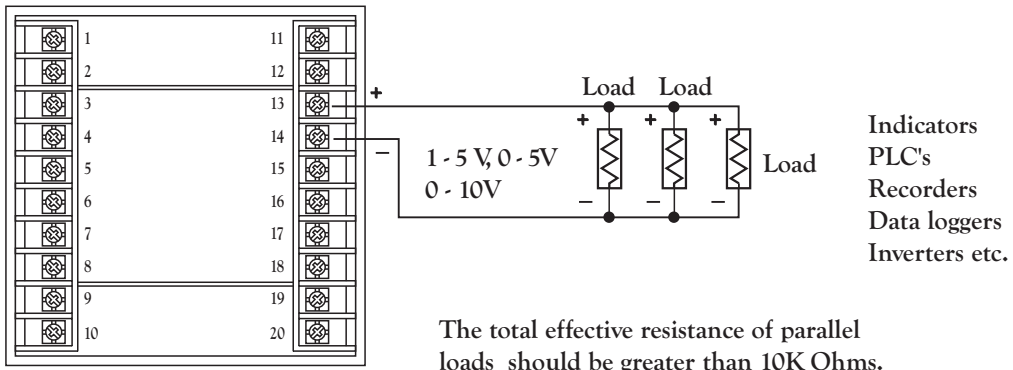 1
2
3
4
5
6
7
8
9
10
11
12
13
14
15
16
17
18
19
20
+
–
1 - 5 V, 0 - 5V
0 - 10V
Load Load
+ + +
– – –
Load
Indicators
PLC's
Recorders
Data loggers
Inverters etc.
The total effective resistance of parallel
loads should be greater than 10K Ohms.